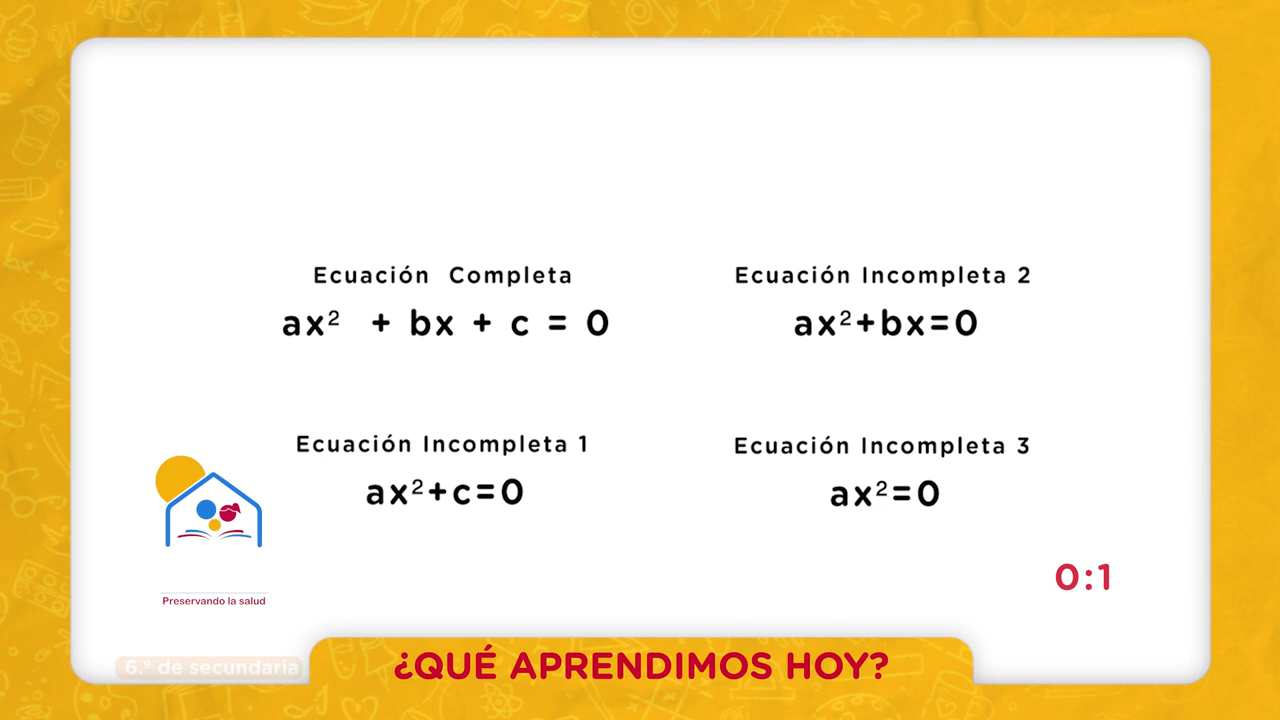 Ecuación Completa
ax² + bx + c = 0
Ecuación Incompleta 2
ax²+bx=0
Ecuación Incompleta 1
ax²+c=0
Ecuación Incompleta 3
ax²=0
0:1
Preservando la salud
6.º de secundaria
¿QUÉ APRENDIMOS HOY?